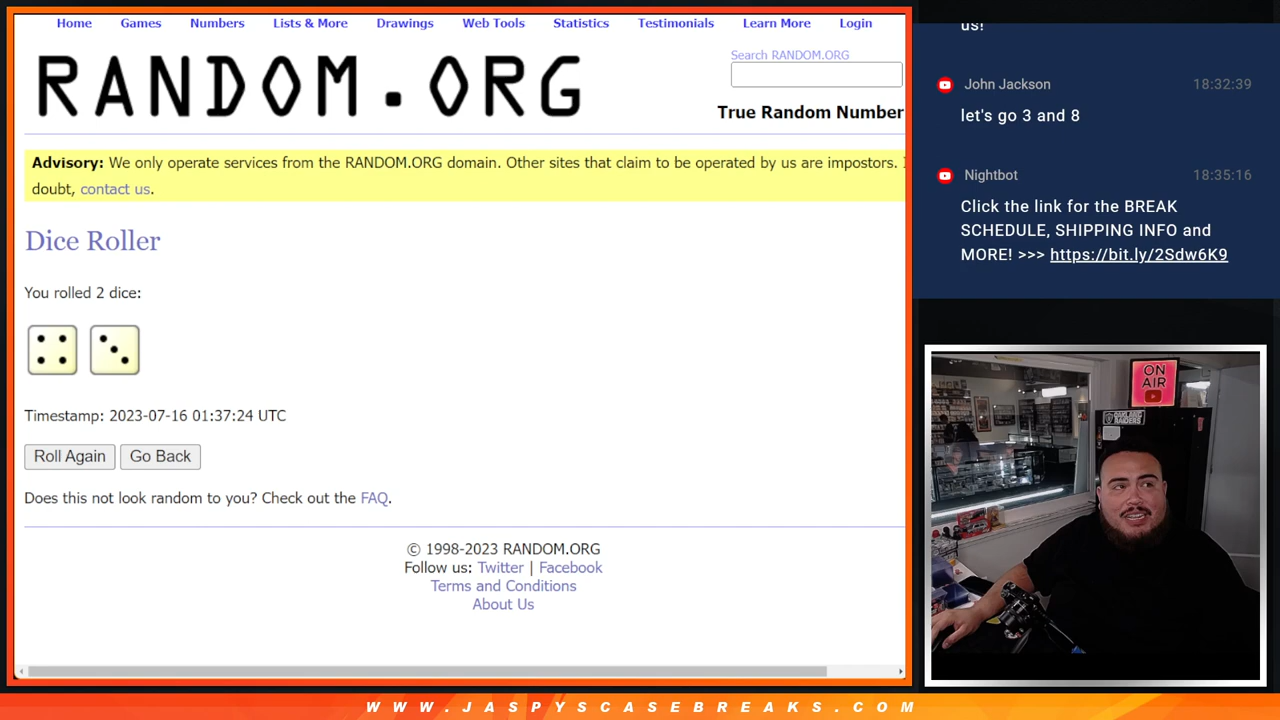 Home Games Numbers Lists & More Drawings Web Tools Statistics Testimonials Learn More Login
RANDOM.ORG
Search RANDOM.ORG
True Random Number
Advisory: We only operate services from the RANDOM.ORG domain. Other sites that claim to be operated by us are impostors.
doubt, contact us.
Dice Roller
You rolled 2 dice:
Timestamp: 2023-07-16 01:37:24 UTC
Roll Again Go Back
Does this not look random to you? Check out the FAQ.
© 1998-2023 RANDOM.ORG
Follow us: Twitter | Facebook
Terms and Conditions
About Us
us!
John Jackson 18:32:39
let's go 3 and 8
Nightbot 18:35:16
Click the link for the BREAK
SCHEDULE, SHIPPING INFO and
MORE! >>> https://bit.ly/2Sdw6K9
ON
AIR
OAKLAND
RAIDERS
WWW.JASPYSCASEBREAKS.COM